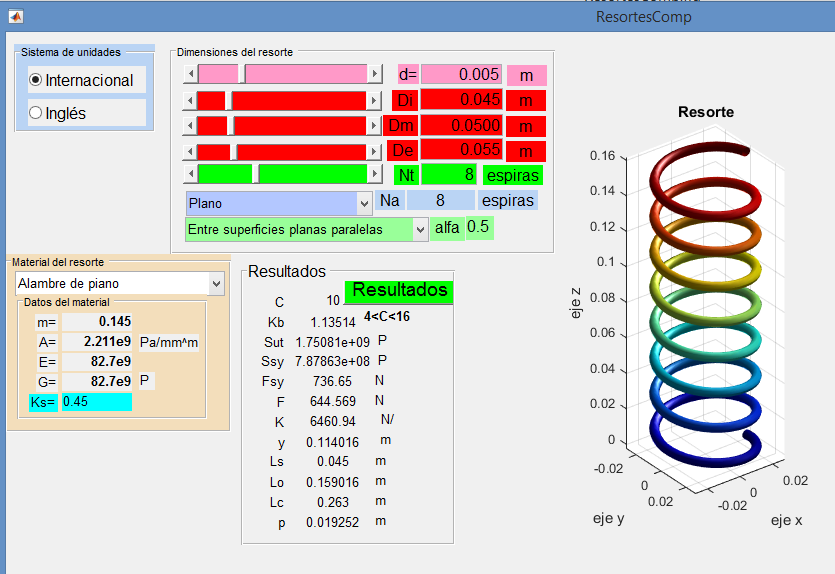 ResortesComp
Sistema de unidades
Internacional
Inglés
Dimensiones del resorte
d= 0.005 m
Di 0.045 m
Dm 0.0500 m
De 0.055 m
Nt 8 espiras
Plano Na 8 espiras
Entre superficies planas paralelas alfa 0.5
Material del resorte
Alambre de piano
Datos del material
m= 0.145
A= 2.211e9 Pa/mm^m
E= 82.7e9
G= 82.7e9 P
Ks= 0.45
Resultados
Resultados
C 10
4<C<16
Kb 1.13514
Sut 1.75081e+09 P
Ssy 7.87863e+08 P
Fsy 736.65 N
F 644.569 N
K 6460.94 N/
y 0.114016 m
Ls 0.045 m
Lo 0.159016 m
Lc 0.263 m
p 0.019252 m
Resorte
0.16
0.14
0.12
0.1
0.08
0.06
0.04
0.02
0
eje z
-0.02
0
0.02
eje y
-0.02
0
0.02
eje x